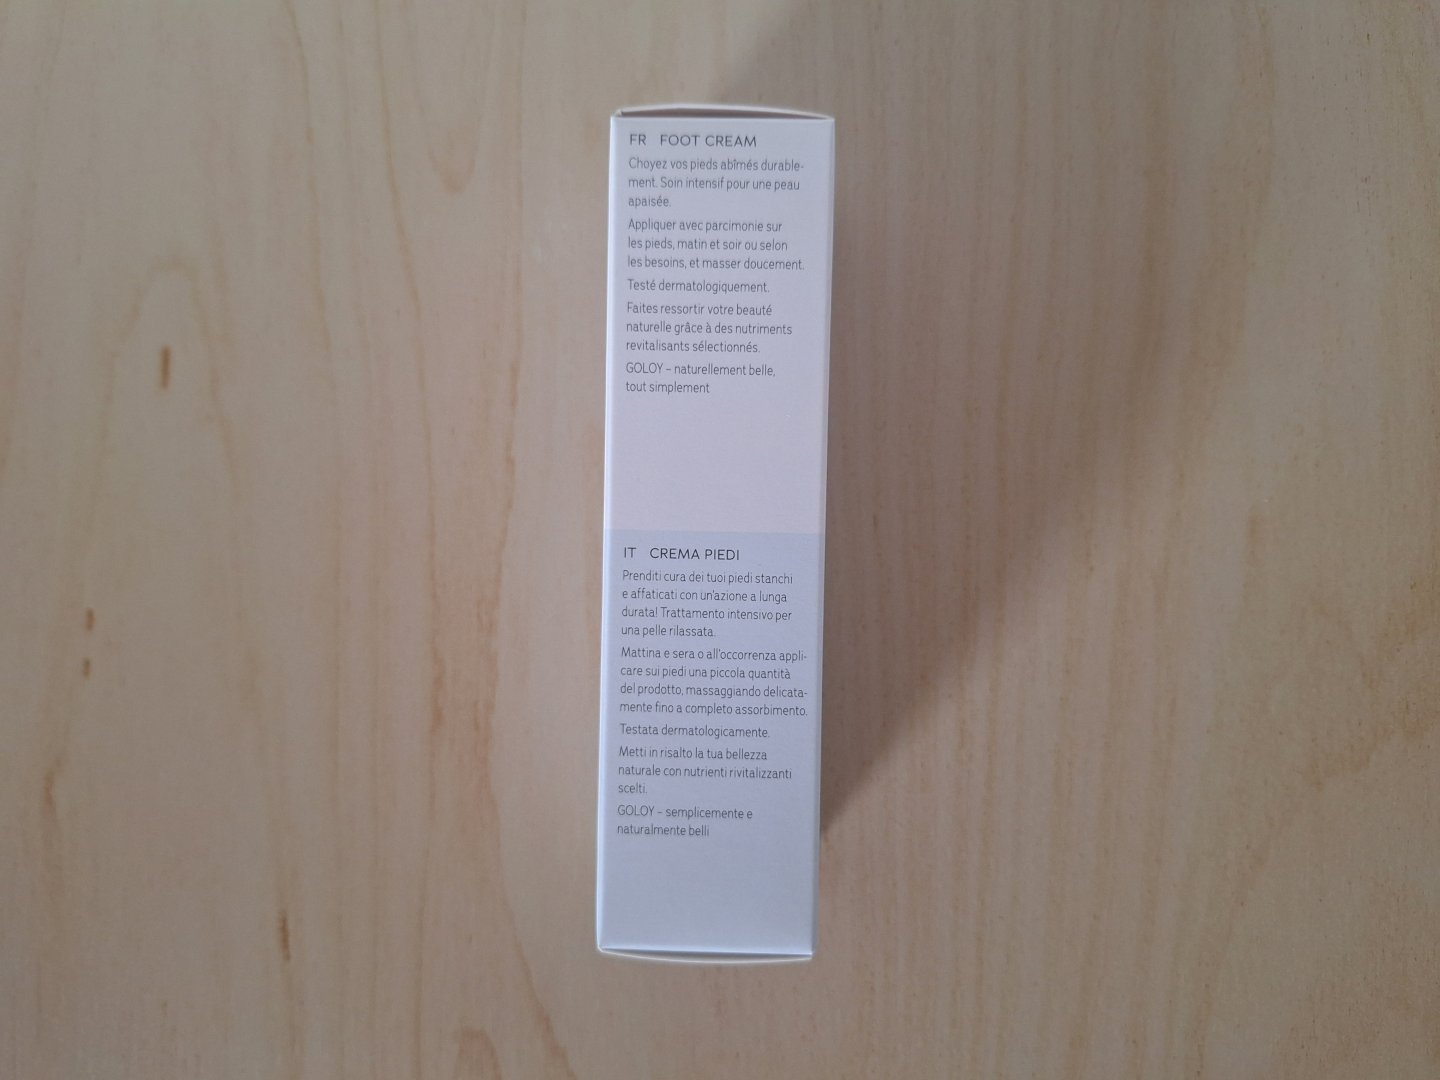 FR FOOT CREAM
Choyez vos pieds abîmés durable-
ment. Soin intensif pour une peau
apaisée.
Appliquer avec parcimonie sur
les pieds, matin et soir ou selon
les besoins, et masser doucement.
Testé dermatologiquement.
Faites ressortir votre beauté
naturelle grâce à des nutriments
revitalisants sélectionnés.
GOLOY – naturellement belle,
tout simplement
IT CREMA PIEDI
Prenditi cura dei tuoi piedi stanchi
e affaticati con un'azione a lunga
durata! Trattamento intensivo per
una pelle rilassata.
Mattina e sera o all'occorrenza appli-
care sui piedi una piccola quantità
del prodotto, massaggiando delicata-
mente fino a completo assorbimento.
Testata dermatologicamente.
Metti in risalto la tua bellezza
naturale con nutrienti rivitalizzanti
scelti.
GOLOY – semplicemente e
naturalmente belli